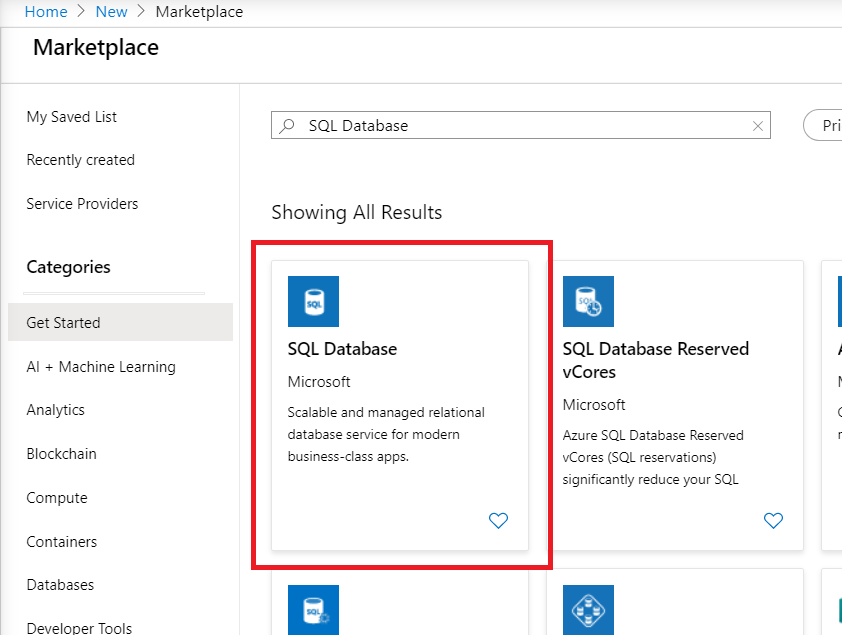 Home > New > Marketplace
Marketplace
My Saved List
Recently created
Service Providers
Categories
Get Started
AI + Machine Learning
Analytics
Blockchain
Compute
Containers
Databases
Developer Tools
SQL Database
Pri
Showing All Results
SQL
SQL Database
Microsoft
Scalable and managed relational
database service for modern
business-class apps.
SQL
SQL Database Reserved
vCores
Microsoft
Azure SQL Database Reserved
vCores (SQL reservations)
significantly reduce your SQL
SQL